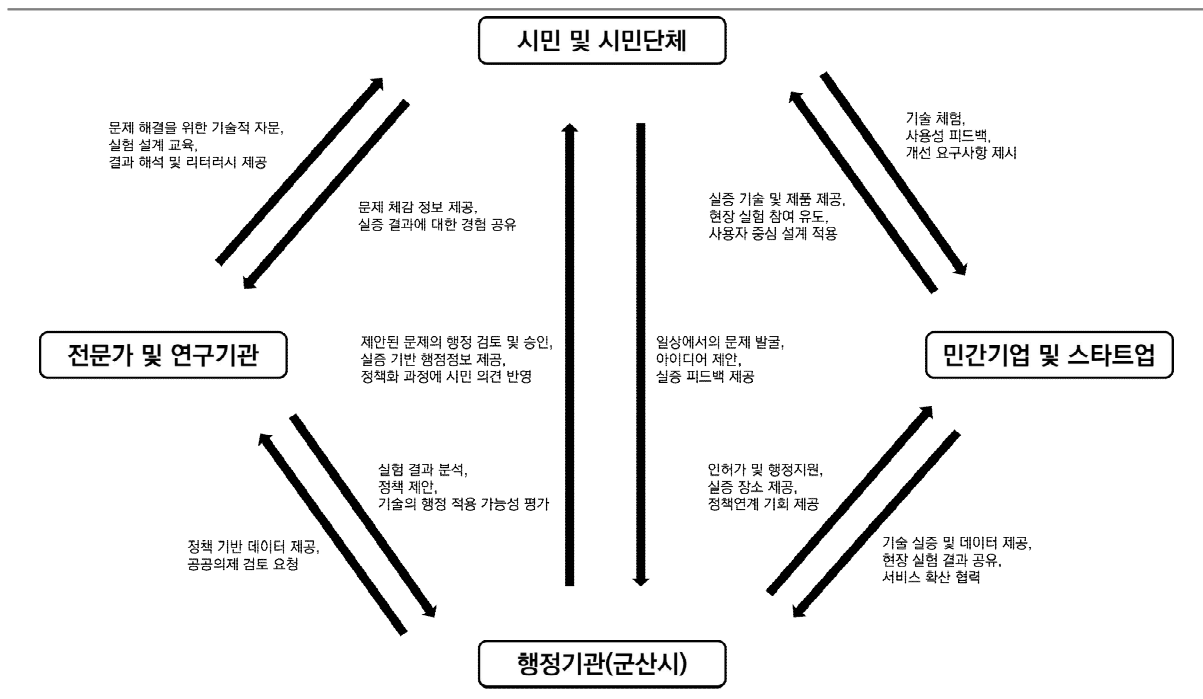 시민 및 시민단체
문제 해결을 위한 기술적 자문,
실험 설계 교육,
결과 해석 및 리터러시 제공
기술 체험,
사용성 피드백,
개선 요구사항 제시
문제 체감 정보 제공,
실증 결과에 대한 경험 공유
실증 기술 및 제품 제공,
현장 실험 참여 유도,
사용자 중심 설계 적용
전문가 및 연구기관
제안된 문제의 행정 검토 및 승인,
실증 기반 행점정보 제공,
정책화 과정에 시민 의견 반영
일상에서의 문제 발굴,
아이디어 제안,
실증 피드백 제공
민간기업 및 스타트업
실험 결과 분석,
정책 제안,
기술의 행정 적용 가능성 평가
인허가 및 행정지원,
실증 장소 제공,
정책연계 기회 제공
정책 기반 데이터 제공,
공공의제 검토 요청
기술 실증 및 데이터 제공,
현장 실험 결과 공유,
서비스 확산 협력
행정기관(군산시)